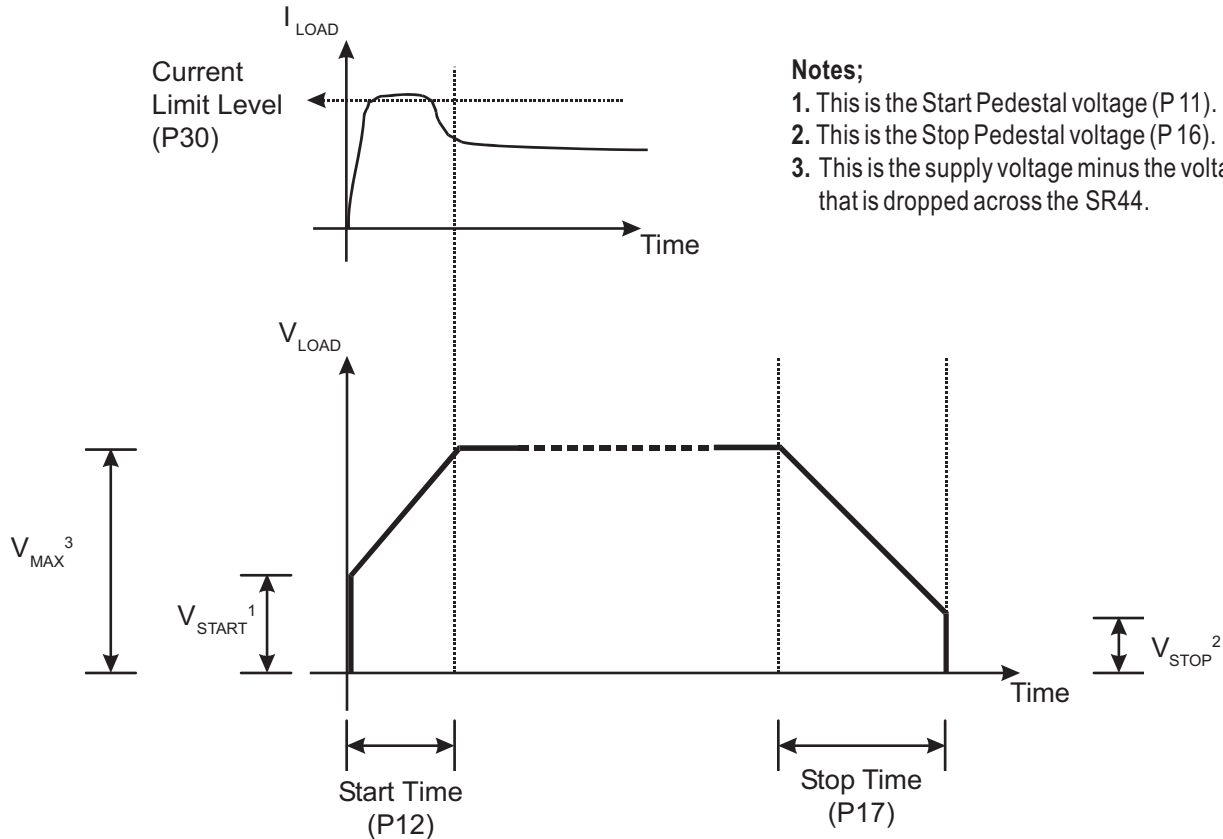 I LOAD
Current
Limit Level
(P30)
Time
Notes;
1. This is the Start Pedestal voltage (P 11).
2. This is the Stop Pedestal voltage (P 16).
3. This is the supply voltage minus the volta
that is dropped across the SR44.
V LOAD
V MAX 3
V START 1
V STOP 2
Time
Start Time
(P12)
Stop Time
(P17)